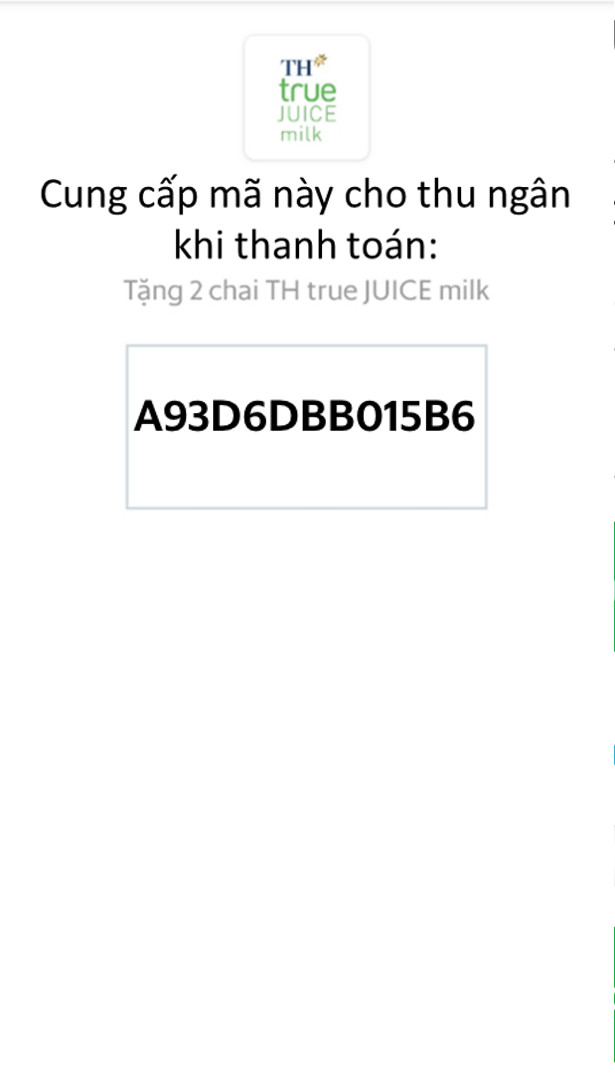 TH
true
JUICE
milk
Cung cấp mã này cho thu ngân
khi thanh toán:
Tặng 2 chai TH true JUICE milk
A93D6DBB015B6